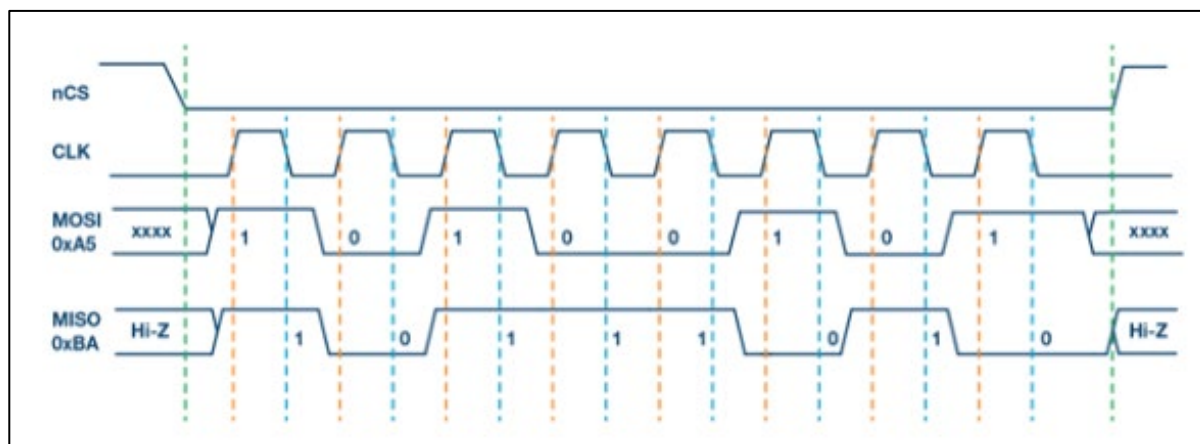 nCS
CLK
MOSI
0xA5
xxxx
1 0 1 0 0 1 0 1
xxxx
MISO
0xBA
Hi-Z
1 0 1 1 1 0 1 0
Hi-Z